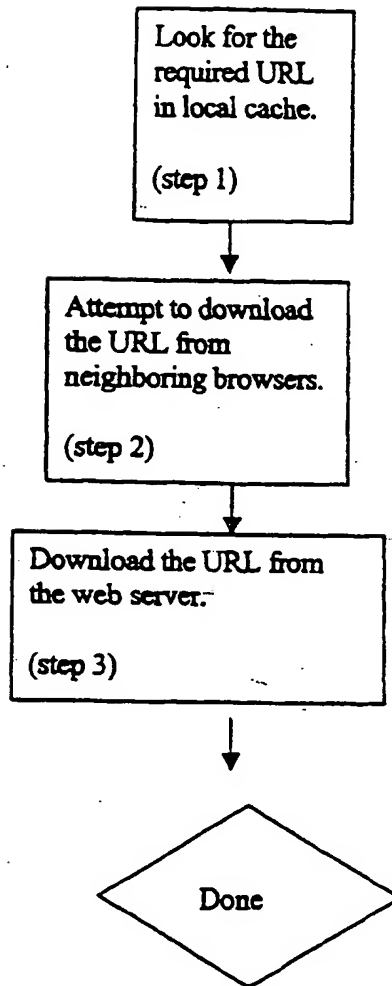 Look for the
required URL
in local cache.
(step 1)
Attempt to download
the URL from
neighboring browsers.
(step 2)
Download the URL from
the web server.
(step 3)
Done